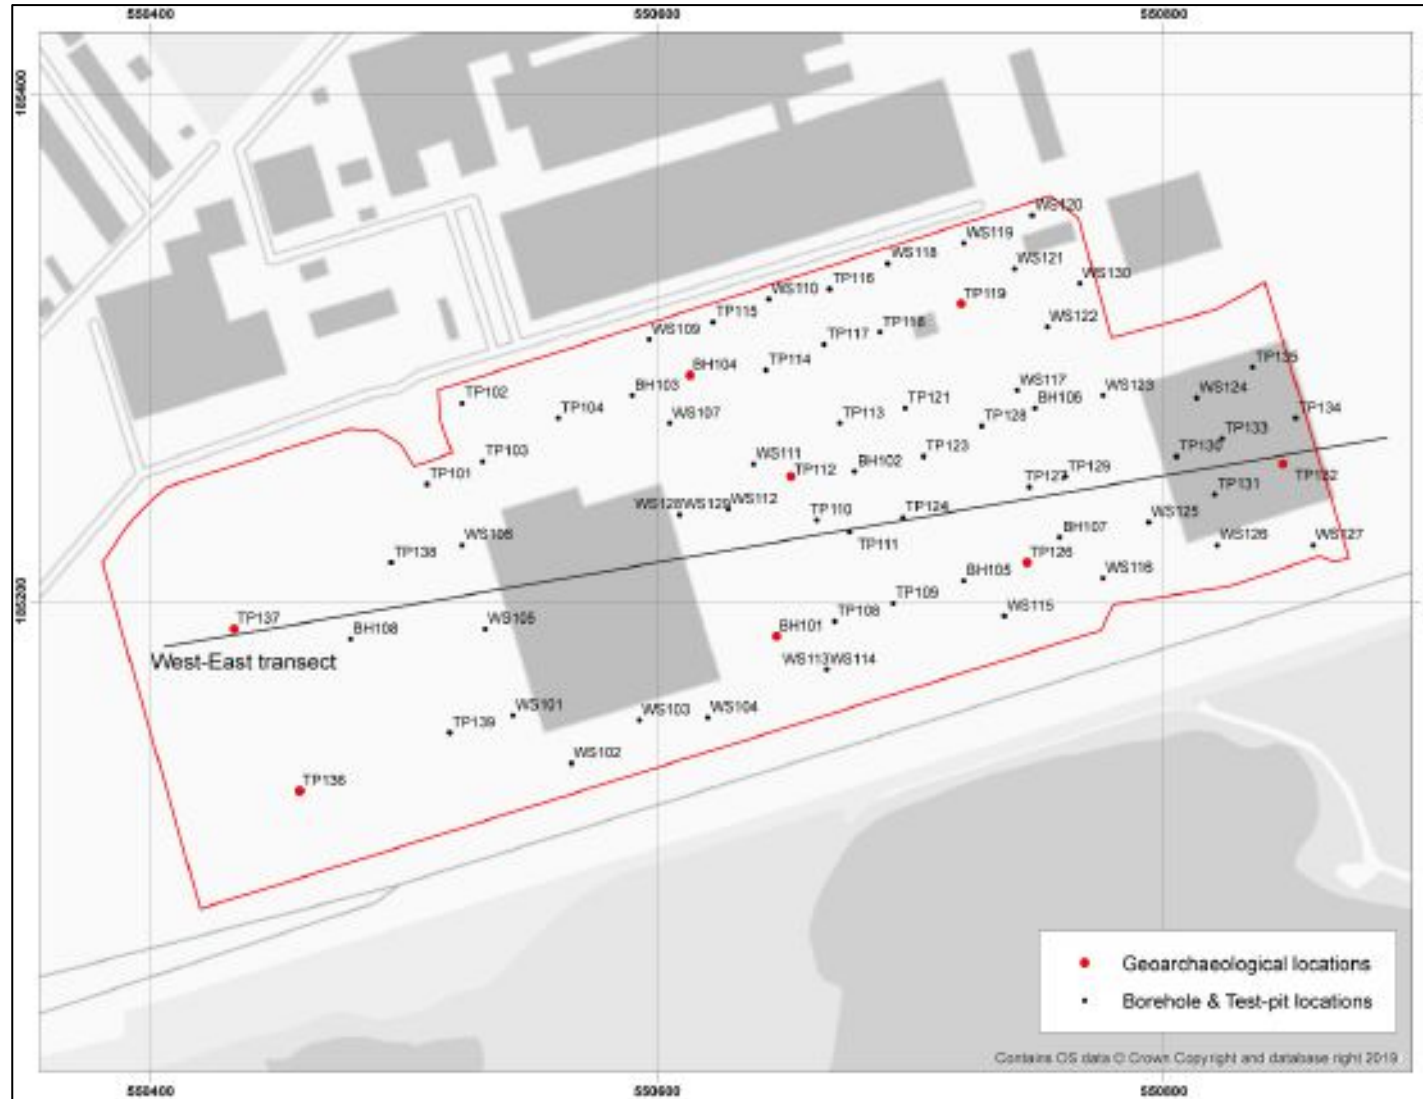 550400 550600 550800
185400
WS120
WS119
WS118
WS121
WS130
TP116
WS110
TP119
TP115
WS122
WS109
TP117
TP118
BH104
TP114
TP135
BH103
WS117
WS123
WS124
TP102
BH106
TP104
WS107
TP113
TP121
TP134
TP128
TP133
TP103
WS111
TP123
TP130
TP101
TP112
BH102
TP129
TP132
TP127
TP131
WS128 WS129
WS112
TP110
TP124
WS125
WS106
TP111
BH107
WS126
WS127
TP138
TP126
BH105
WS116
185200
TP109
TP137
WS105
TP108
WS115
BH108
BH101
West-East transect
WS113 WS114
WS101
WS103
WS104
TP139
WS102
TP136
Geoarchaeological locations
Borehole & Test-pit locations
Contains OS data © Crown Copyright and database right 2019
550400 550600 550800